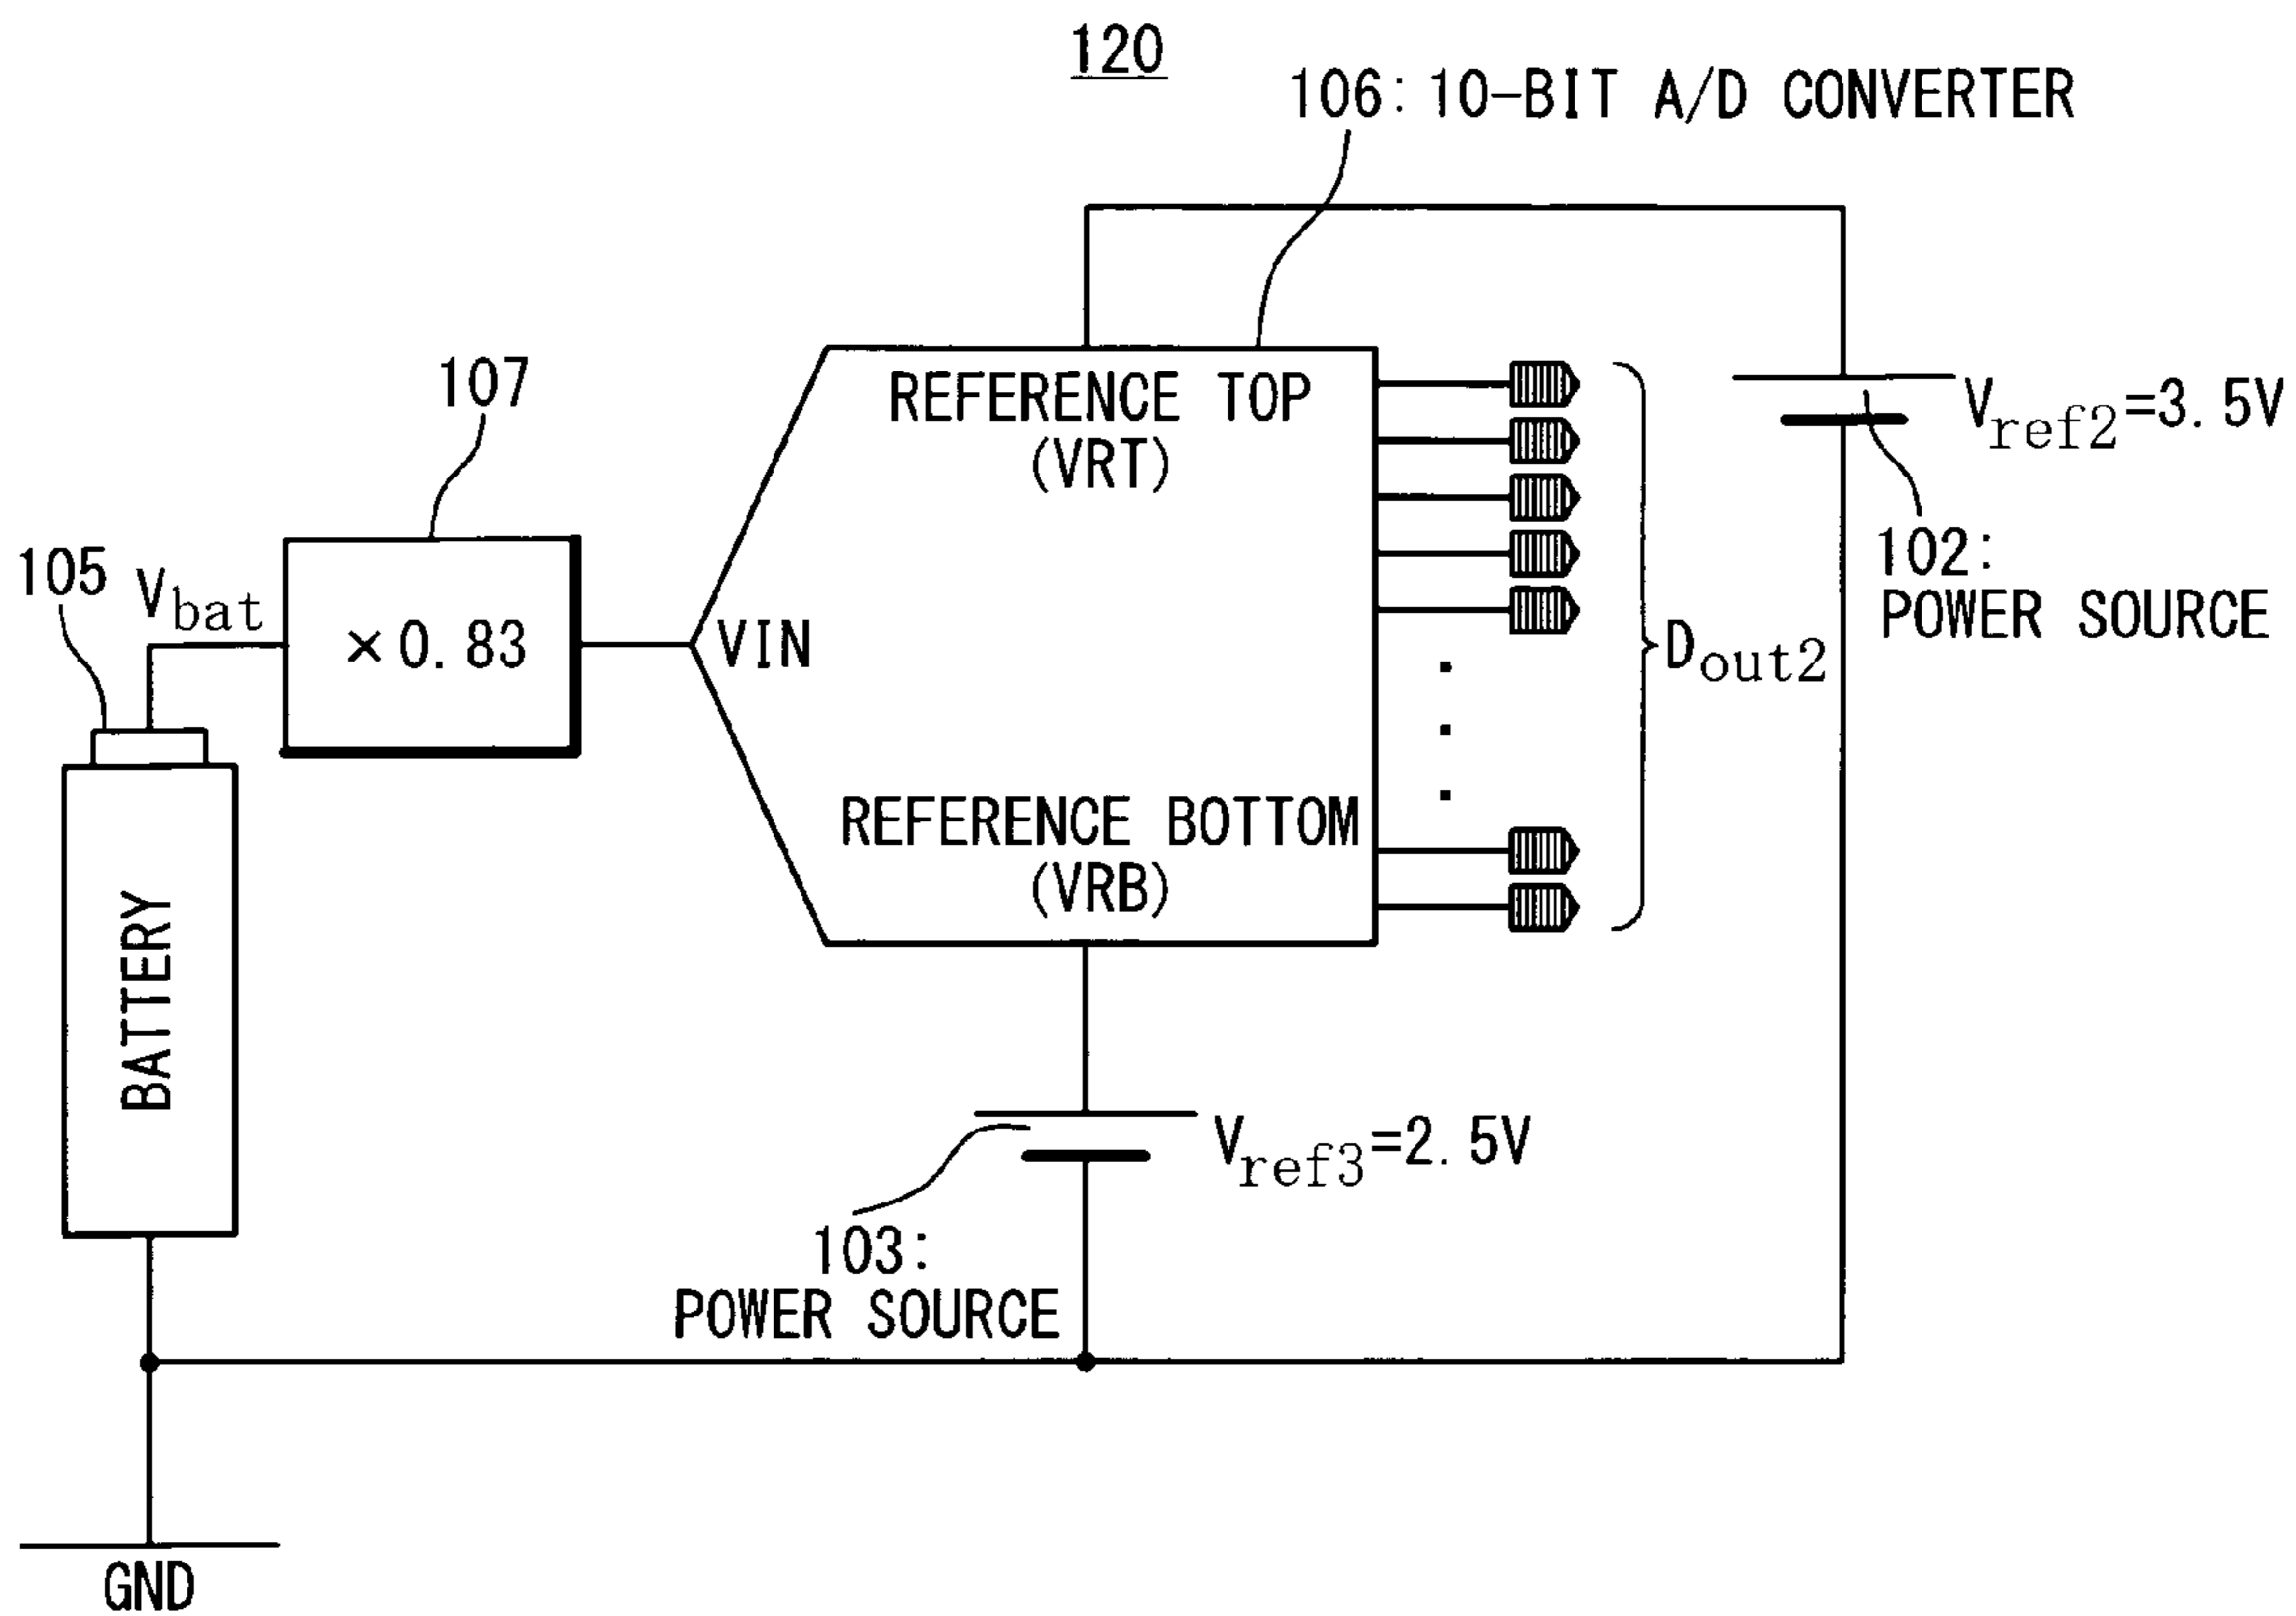 120
106: 10-BIT A/D CONVERTER
107
REFERENCE TOP
(VRT)
Vref2=3.5V
102:
POWER SOURCE
105
Vbat
×0.83
VIN
Dout2
REFERENCE BOTTOM
(VRB)
BATTERY
Vref3=2.5V
103:
POWER SOURCE
GND